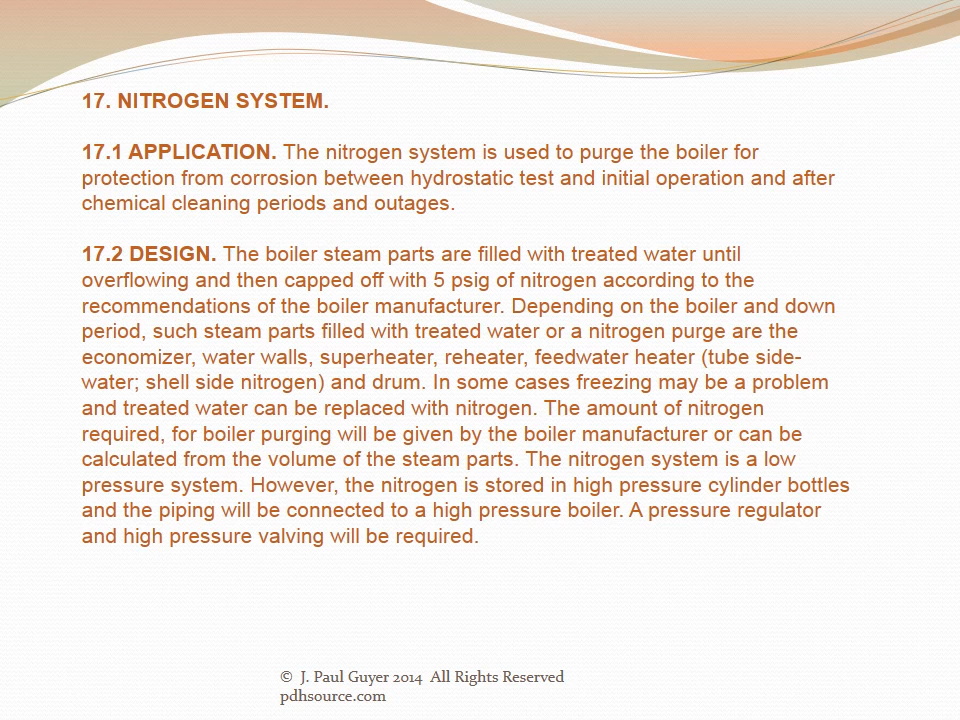 17. NITROGEN SYSTEM.
17.1 APPLICATION. The nitrogen system is used to purge the boiler for
protection from corrosion between hydrostatic test and initial operation and after
chemical cleaning periods and outages.
17.2 DESIGN. The boiler steam parts are filled with treated water until
overflowing and then capped off with 5 psig of nitrogen according to the
recommendations of the boiler manufacturer. Depending on the boiler and down
period, such steam parts filled with treated water or a nitrogen purge are the
economizer, water walls, superheater, reheater, feedwater heater (tube side-
water; shell side nitrogen) and drum. In some cases freezing may be a problem
and treated water can be replaced with nitrogen. The amount of nitrogen
required, for boiler purging will be given by the boiler manufacturer or can be
calculated from the volume of the steam parts. The nitrogen system is a low
pressure system. However, the nitrogen is stored in high pressure cylinder bottles
and the piping will be connected to a high pressure boiler. A pressure regulator
and high pressure valving will be required.
© J. Paul Guyer 2014 All Rights Reserved
pdhsource.com